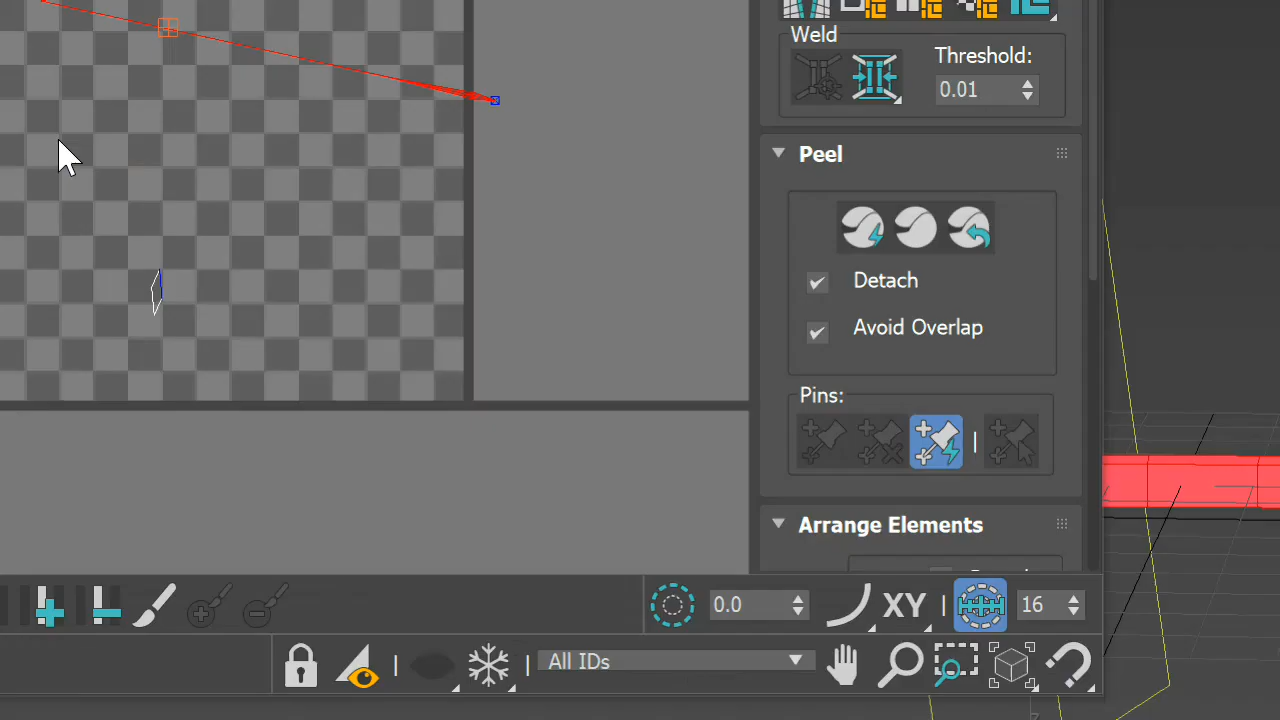 Weld
Threshold:
0.01
Peel
Detach
Avoid Overlap
Pins:
Arrange Elements
0.0
XY
16
All IDs